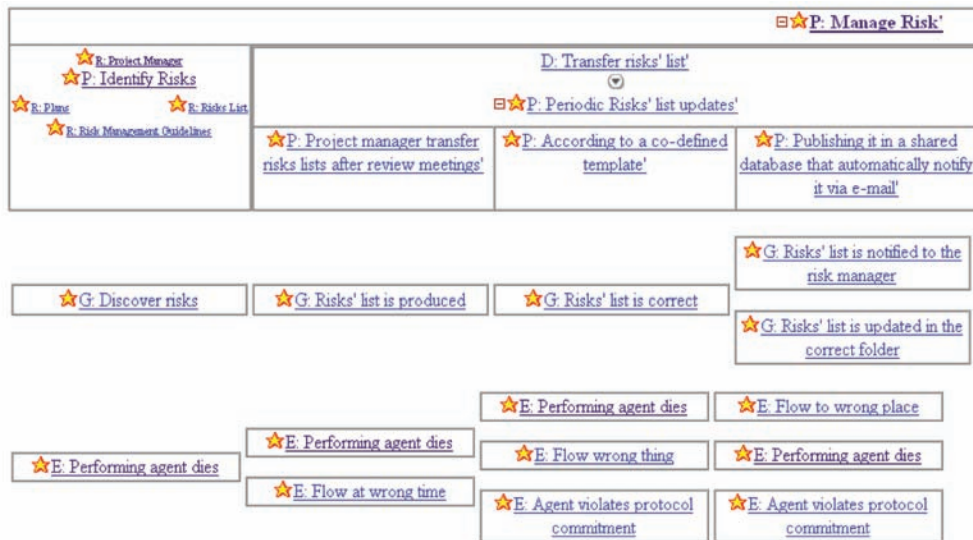 P: Manage Risk'
R: Project Manager
P: Identify Risks
R: Plans
R: Risks List
R: Risk Management Guidelines
D: Transfer risks' list'
P: Periodic Risks' list updates'
P: Project manager transfer
risks lists after review meetings'
P: According to a co-defined
template'
P: Publishing it in a shared
database that automatically notify
it via e-mail'
G: Discover risks
G: Risks' list is produced
G: Risks' list is correct
G: Risks' list is notified to the
risk manager
G: Risks' list is updated in the
correct folder
E: Performing agent dies
E: Performing agent dies
E: Flow at wrong time
E: Performing agent dies
E: Flow wrong thing
E: Agent violates protocol
commitment
E: Flow to wrong place
E: Performing agent dies
E: Agent violates protocol
commitment